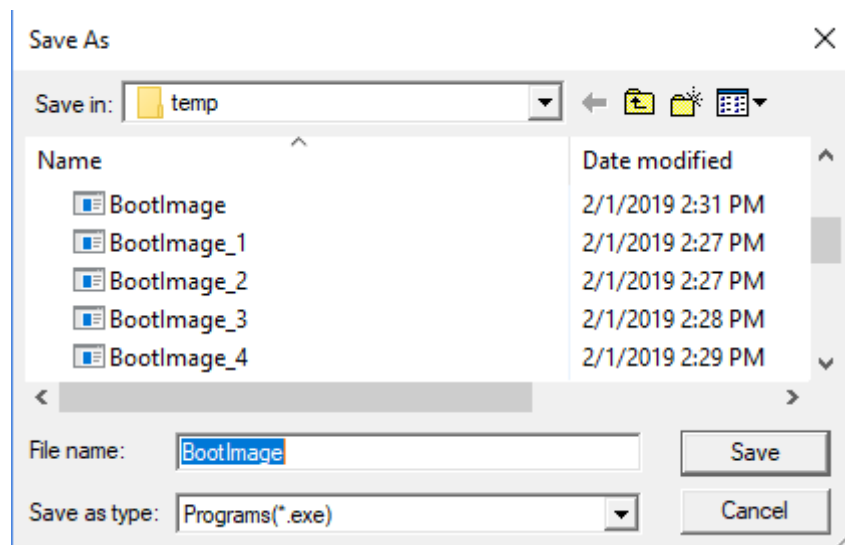 Save As
Save in: temp
Name Date modified
BootImage 2/1/2019 2:31 PM
BootImage_1 2/1/2019 2:27 PM
BootImage_2 2/1/2019 2:27 PM
BootImage_3 2/1/2019 2:28 PM
BootImage_4 2/1/2019 2:29 PM
File name: BootImage Save
Save as type: Programs(*.exe) Cancel